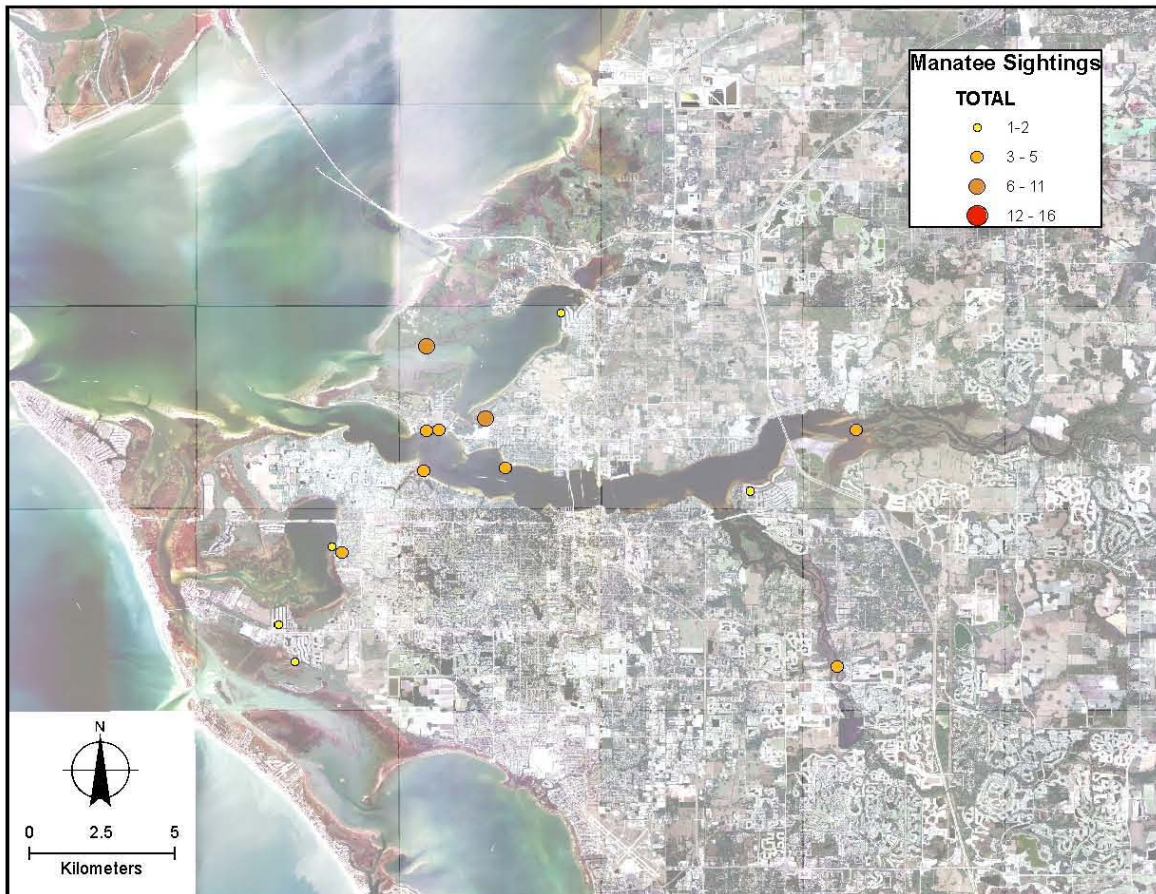 Manatee Sightings
TOTAL
1-2
3 - 5
6 - 11
12 - 16
N
0 2.5 5
Kilometers